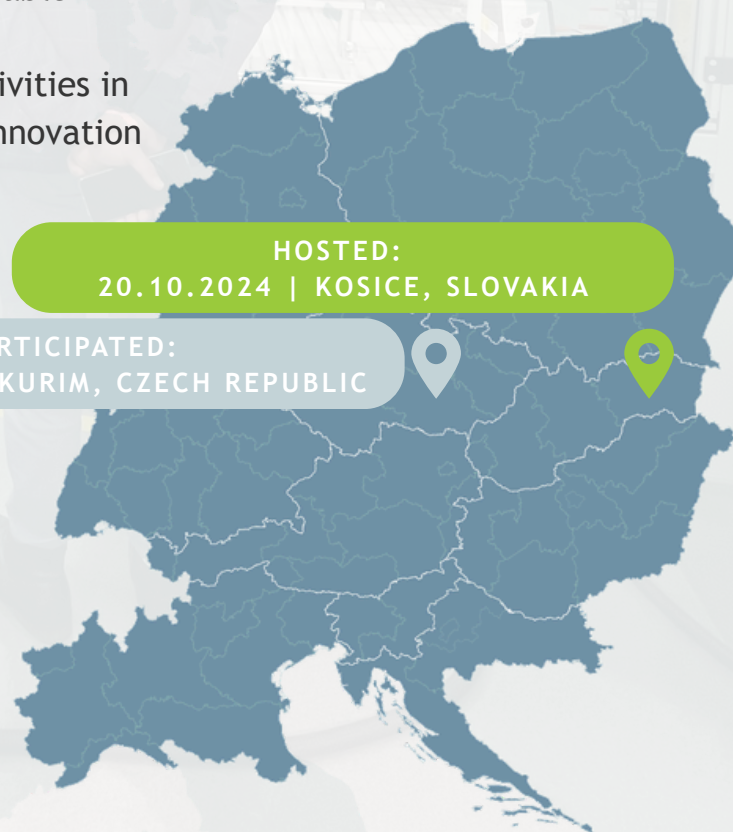 ivities in
nnovation
HOSTED:
20.10.2024 | KOSICE, SLOVAKIA
RTICIPATED:
KURIM, CZECH REPUBLIC